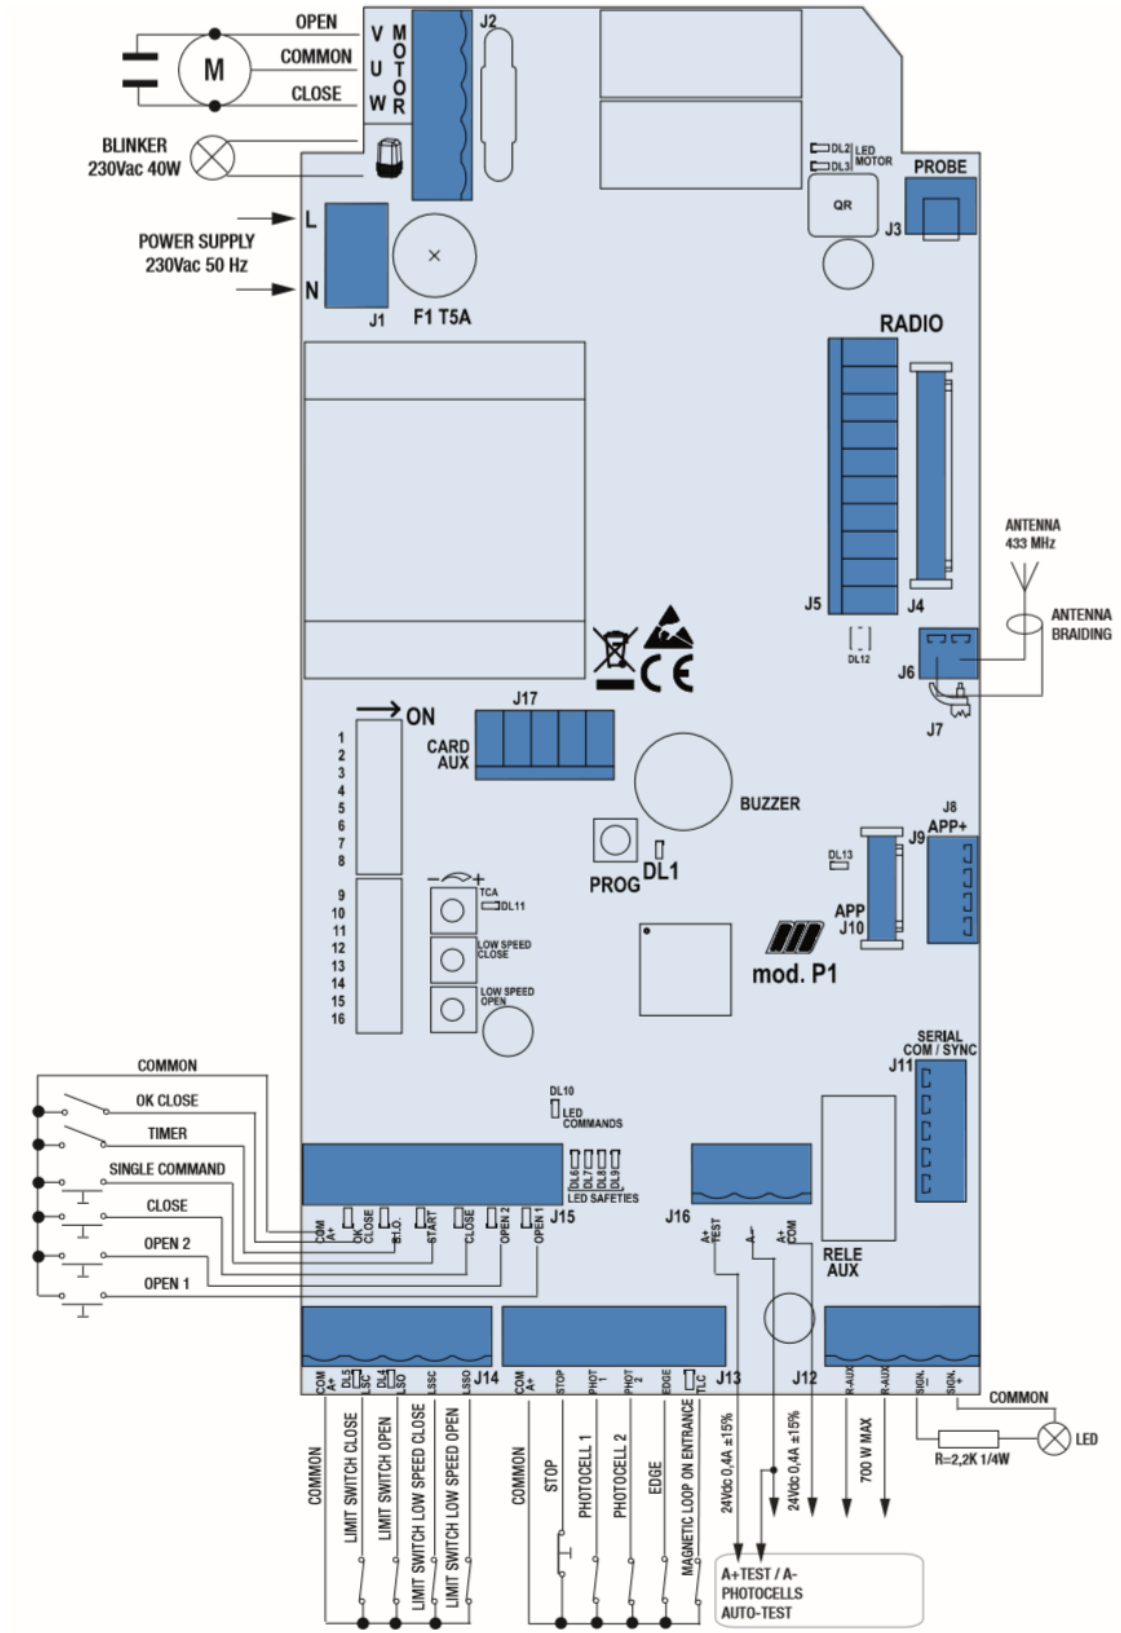 OPEN
COMMON
CLOSE
M
V
U
W
MOTOR
J2
BLINKER
230Vac 40W
L
POWER SUPPLY
230Vac 50 Hz
N
J1
F1 T5A
DL2
DL3
LED
MOTOR
QR
PROBE
J3
RADIO
J5
J4
ANTENNA
433 MHz
ANTENNA
BRAIDING
DL12
J6
J7
CE
ON
J17
CARD
AUX
1
2
3
4
5
6
7
8
9
10
11
12
13
14
15
16
BUZZER
PROG
DL1
J8
APP+
J9
DL13
APP
J10
- +
TCA
DL11
LOW SPEED
CLOSE
LOW SPEED
OPEN
mod. P1
SERIAL
COM / SYNC
J11
COMMON
OK CLOSE
TIMER
SINGLE COMMAND
CLOSE
OPEN 2
OPEN 1
DL10
LED
COMMANDS
DL6
DL7
DL8
DL9
LED SAFETIES
J15
J16
COM
A+
OK
CLOSE
B.I.O.
START
CLOSE
OPEN 2
OPEN 1
A+
TEST
A-
A+
COM
RELE
AUX
J14
J13
J12
COM
A+
DL5
LSC
DL4
LSO
LSSC
LSSO
COM
A+
STOP
PHOT
1
PHOT
2
EDGE
TLC
R-AUX
R-AUX
SIGN.
-
SIGN.
+
COMMON
LIMIT SWITCH CLOSE
LIMIT SWITCH OPEN
LIMIT SWITCH LOW SPEED CLOSE
LIMIT SWITCH LOW SPEED OPEN
COMMON
STOP
PHOTOCELL 1
PHOTOCELL 2
EDGE
MAGNETIC LOOP ON ENTRANCE
24Vdc 0,4A ±15%
24Vdc 0,4A ±15%
700 W MAX
COMMON
LED
R=2,2K 1/4W
A+TEST / A-
PHOTOCELLS
AUTO-TEST